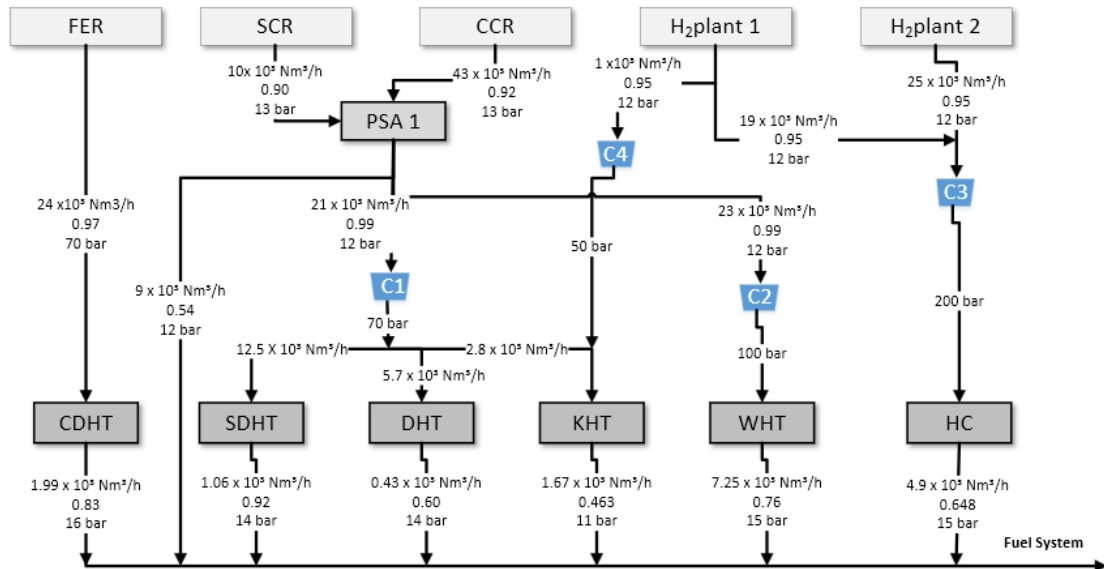 FER
SCR
CCR
H₂plant 1
H₂plant 2
10x 10³ Nm³/h
0.90
13 bar
43 x 10³ Nm³/h
0.92
13 bar
1 x10³ Nm³/h
0.95
12 bar
25 x 10³ Nm³/h
0.95
12 bar
19 x 10³ Nm³/h
0.95
12 bar
PSA 1
C4
C3
24 x10³ Nm3/h
0.97
70 bar
21 x 10³ Nm³/h
0.99
12 bar
23 x 10³ Nm³/h
0.99
12 bar
50 bar
9 x 10³ Nm³/h
0.54
12 bar
C1
C2
200 bar
70 bar
100 bar
12.5 X 10³ Nm³/h
5.7 x 10³ Nm³/h
2.8 x 10³ Nm³/h
CDHT
SDHT
DHT
KHT
WHT
HC
1.99 x 10³ Nm³/h
0.83
16 bar
1.06 x 10³ Nm³/h
0.92
14 bar
0.43 x 10³ Nm³/h
0.60
14 bar
1.67 x 10³ Nm³/h
0.463
11 bar
7.25 x 10³ Nm³/h
0.76
15 bar
4.9 x 10³ Nm³/h
0.648
15 bar
Fuel System